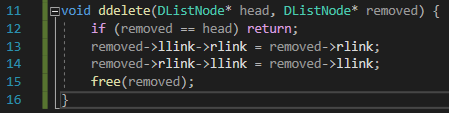 11 void ddelete(DListNode* head, DListNode* removed) {
12 if (removed == head) return;
13 removed->llink->rlink = removed->rlink;
14 removed->rlink->llink = removed->llink;
15 free(removed);
16 }